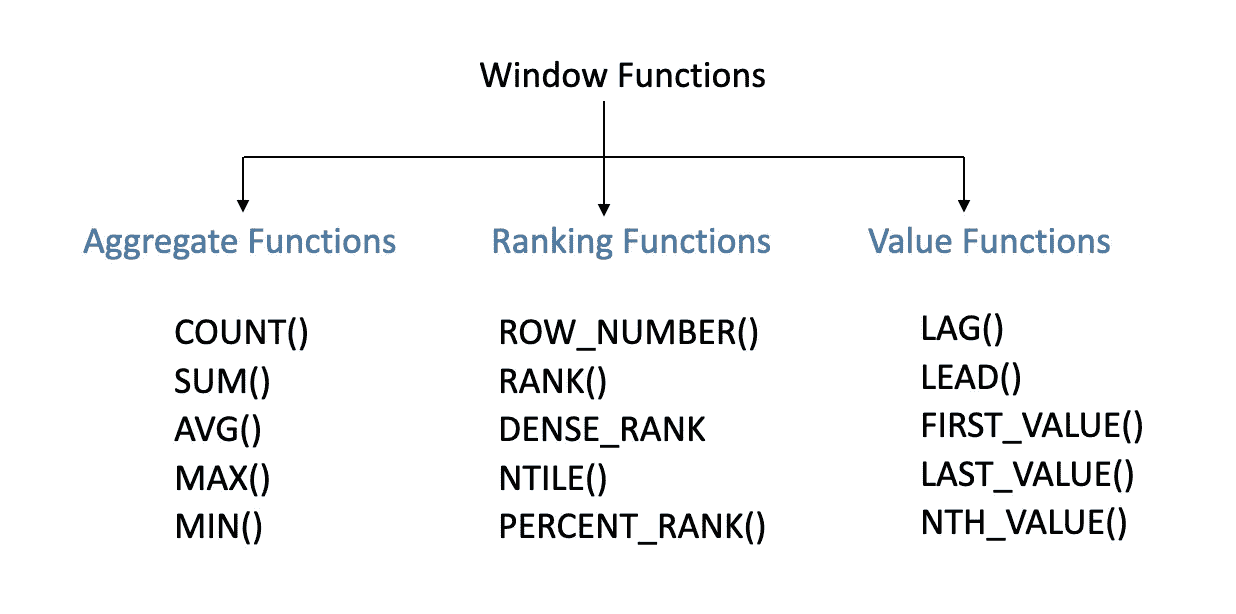 Window Functions
Aggregate Functions
COUNT()
SUM()
AVG()
MAX()
MIN()
Ranking Functions
ROW_NUMBER()
RANK()
DENSE_RANK
NTILE()
PERCENT_RANK()
Value Functions
LAG()
LEAD()
FIRST_VALUE()
LAST_VALUE()
NTH_VALUE()